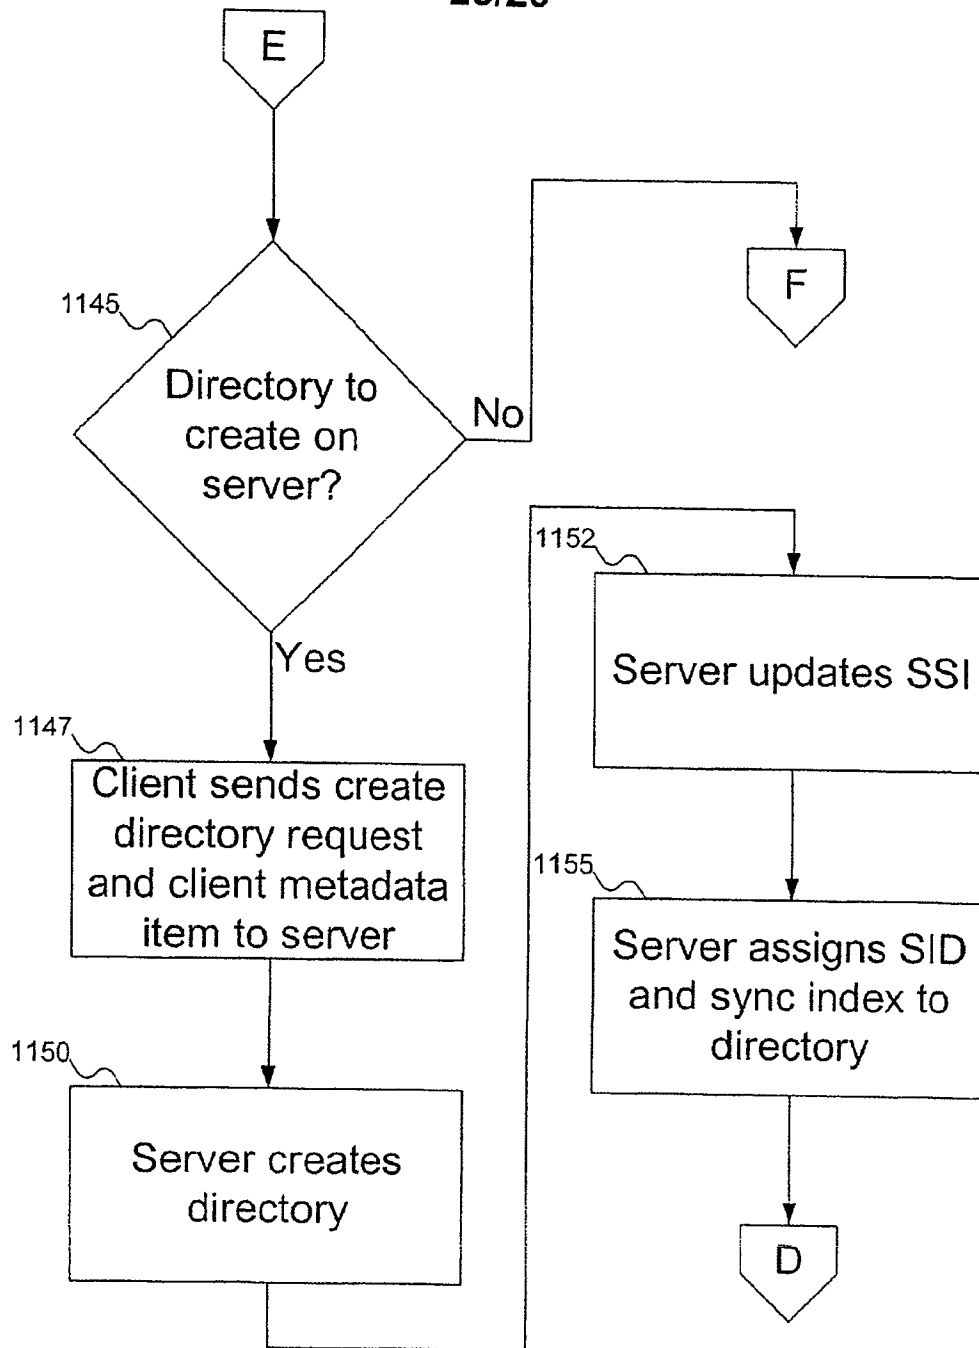 E
F
1145
Directory to
create on
server?
No
Yes
1147
Client sends create
directory request
and client metadata
item to server
1150
Server creates
directory
1152
Server updates SSI
1155
Server assigns SID
and sync index to
directory
D